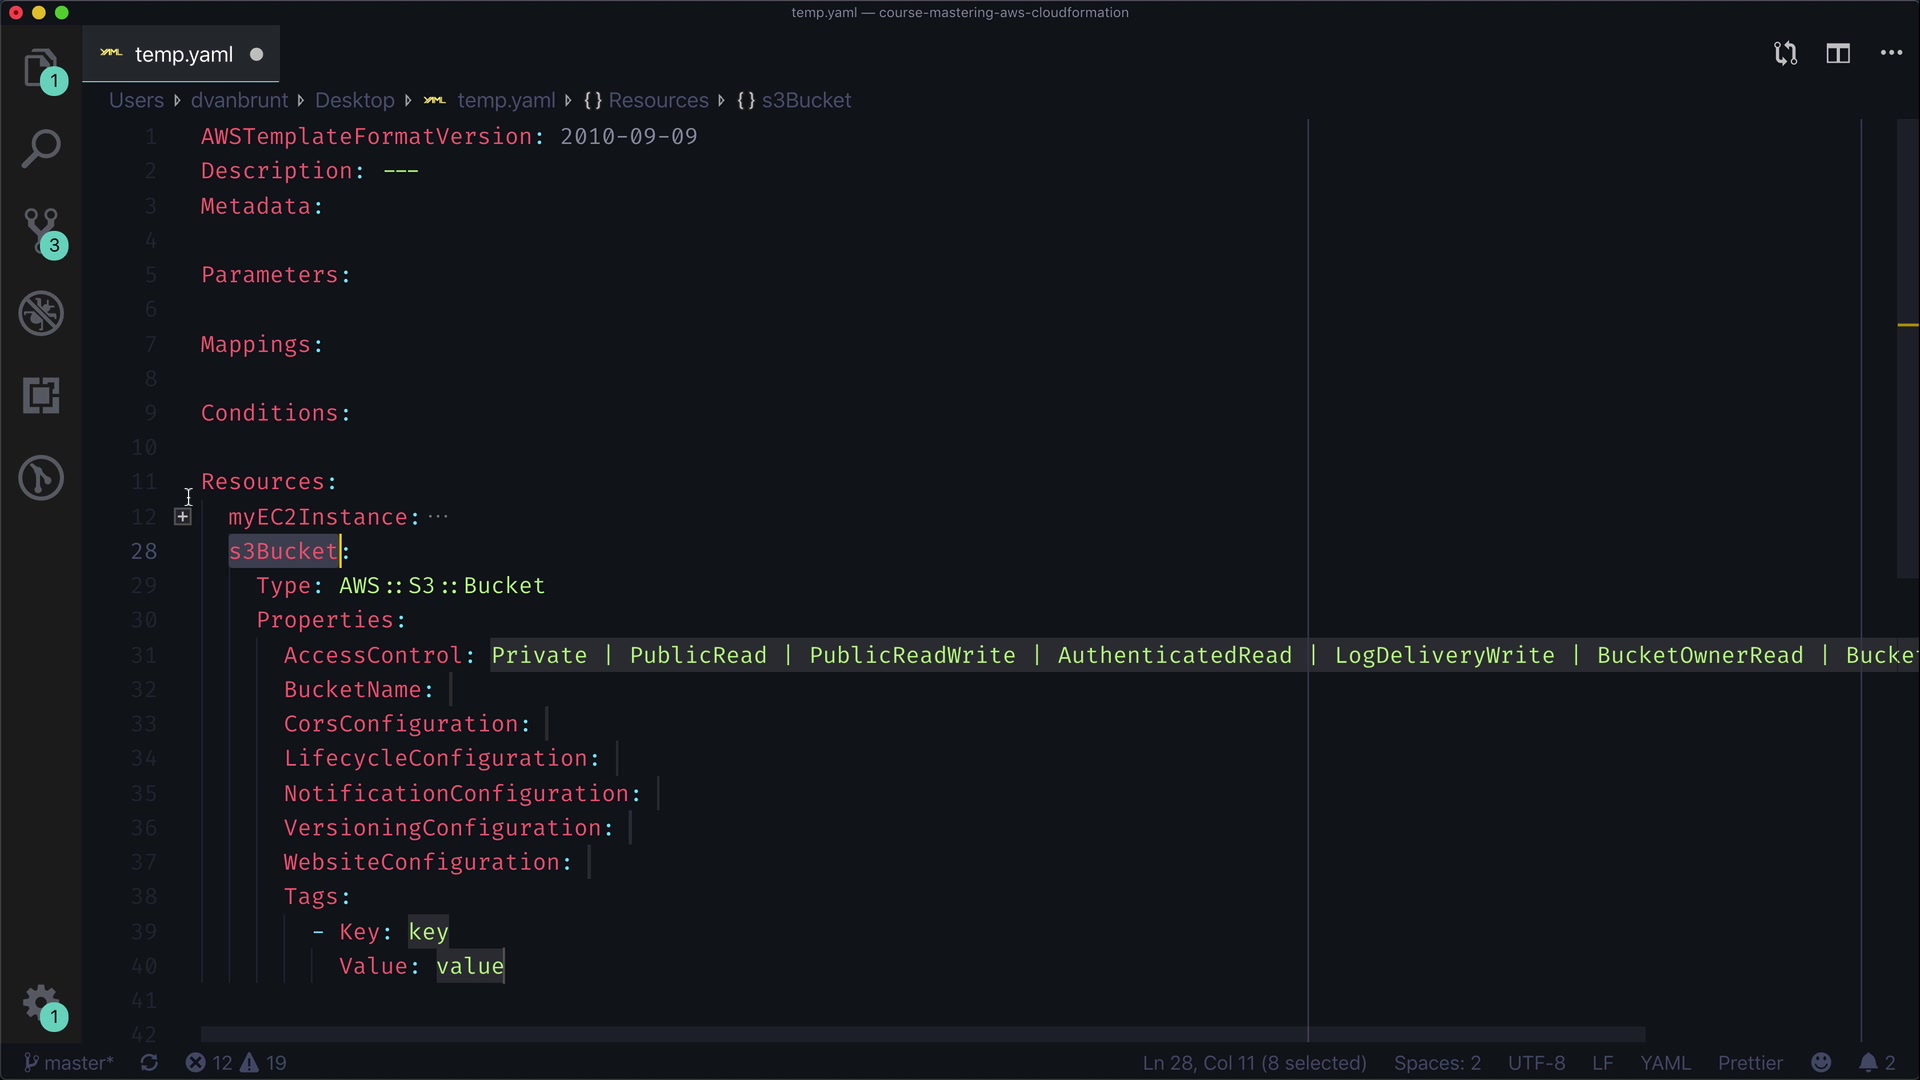 temp.yaml — course-mastering-aws-cloudformation
YAML temp.yaml
Users dvanbrunt Desktop YAML temp.yaml {} Resources {} s3Bucket
1 AWSTemplateFormatVersion: 2010-09-09
2 Description: ---
3 Metadata:
4
5 Parameters:
6
7 Mappings:
8
9 Conditions:
10
11 Resources:
12 myEC2Instance: ···
28 s3Bucket:
29 Type: AWS::S3::Bucket
30 Properties:
31 AccessControl: Private | PublicRead | PublicReadWrite | AuthenticatedRead | LogDeliveryWrite | BucketOwnerRead | Bucket
32 BucketName:
33 CorsConfiguration:
34 LifecycleConfiguration:
35 NotificationConfiguration:
36 VersioningConfiguration:
37 WebsiteConfiguration:
38 Tags:
39 - Key: key
40 Value: value
41
42
1
3
1
master* 12 19 Ln 28, Col 11 (8 selected) Spaces: 2 UTF-8 LF YAML Prettier 2